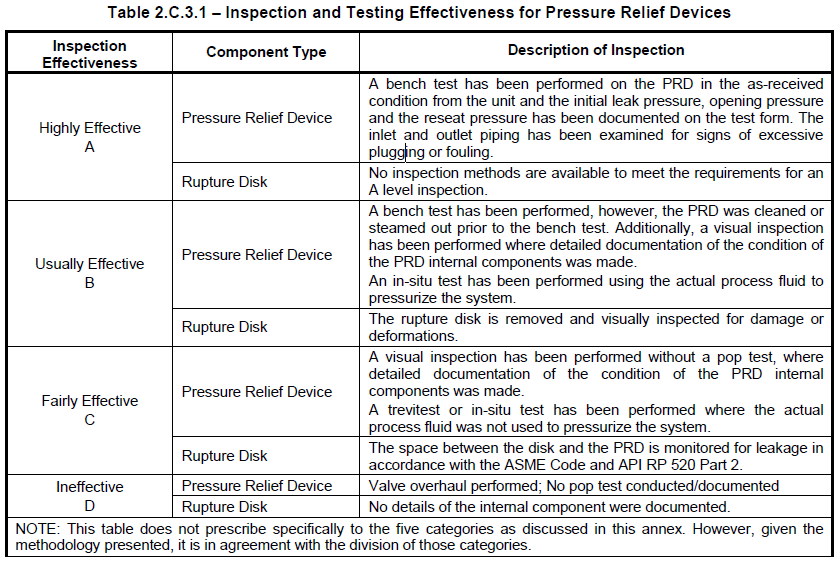 Table 2.C.3.1 – Inspection and Testing Effectiveness for Pressure Relief Devices
Inspection
Effectiveness
Component Type
Description of Inspection
Highly Effective
A
Pressure Relief Device
A bench test has been performed on the PRD in the as-received
condition from the unit and the initial leak pressure, opening pressure
and the reseat pressure has been documented on the test form. The
inlet and outlet piping has been examined for signs of excessive
plugging or fouling.
Rupture Disk
No inspection methods are available to meet the requirements for an
A level inspection.
Usually Effective
B
Pressure Relief Device
A bench test has been performed, however, the PRD was cleaned or
steamed out prior to the bench test. Additionally, a visual inspection
has been performed where detailed documentation of the condition of
the PRD internal components was made.
An in-situ test has been performed using the actual process fluid to
pressurize the system.
Rupture Disk
The rupture disk is removed and visually inspected for damage or
deformations.
Fairly Effective
C
Pressure Relief Device
A visual inspection has been performed without a pop test, where
detailed documentation of the condition of the PRD internal
components was made.
A trevitest or in-situ test has been performed where the actual
process fluid was not used to pressurize the system.
Rupture Disk
The space between the disk and the PRD is monitored for leakage in
accordance with the ASME Code and API RP 520 Part 2.
Ineffective
D
Pressure Relief Device
Valve overhaul performed; No pop test conducted/documented
Rupture Disk
No details of the internal component were documented.
NOTE: This table does not prescribe specifically to the five categories as discussed in this annex. However, given the
methodology presented, it is in agreement with the division of those categories.